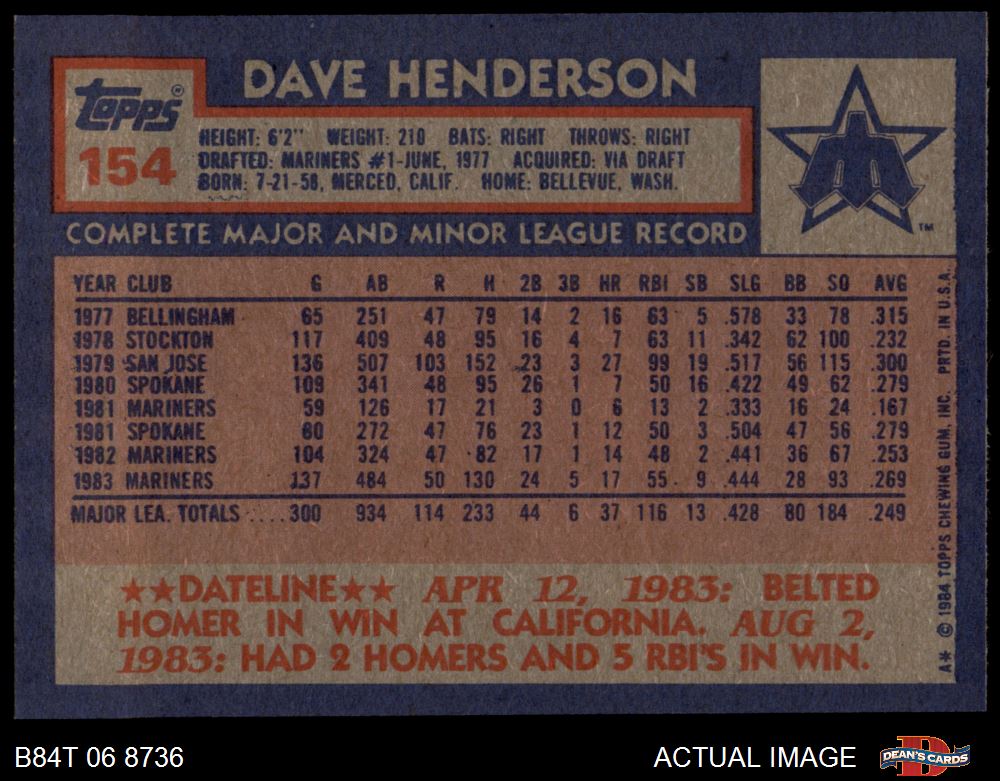 DAVE HENDERSON
Topps®
154
HEIGHT: 6'2" WEIGHT: 210 BATS: RIGHT THROWS: RIGHT
DRAFTED: MARINERS #1-JUNE, 1977 ACQUIRED: VIA DRAFT
BORN: 7-21-58, MERCED, CALIF. HOME: BELLEVUE, WASH.
TM
COMPLETE MAJOR AND MINOR LEAGUE RECORD
YEAR CLUB G AB R H 2B 3B HR RBI SB SLG BB SO AVG
1977 BELLINGHAM 65 251 47 79 14 2 16 63 5 .578 33 78 .315
1978 STOCKTON 117 409 48 95 16 4 7 63 11 .342 62 100 .232
1979 SAN JOSE 136 507 103 152 23 3 27 99 19 .517 56 115 .300
1980 SPOKANE 109 341 48 95 26 1 7 50 16 .422 49 62 .279
1981 MARINERS 59 126 17 21 3 0 6 13 2 .333 16 24 .167
1981 SPOKANE 80 272 47 76 23 1 12 50 3 .504 47 56 .279
1982 MARINERS 104 324 47 82 17 1 14 48 2 .441 36 67 .253
1983 MARINERS 137 484 50 130 24 5 17 55 9 .444 28 93 .269
MAJOR LEA. TOTALS .... 300 934 114 233 44 6 37 116 13 .428 80 184 .249
★★DATELINE★★ APR 12, 1983: BELTED
HOMER IN WIN AT CALIFORNIA. AUG 2,
1983: HAD 2 HOMERS AND 5 RBI'S IN WIN.
A* © 1984 TOPPS CHEWING GUM, INC. PRTD. IN U.S.A.
B84T 06 8736
ACTUAL IMAGE
DEAN'S CARDS